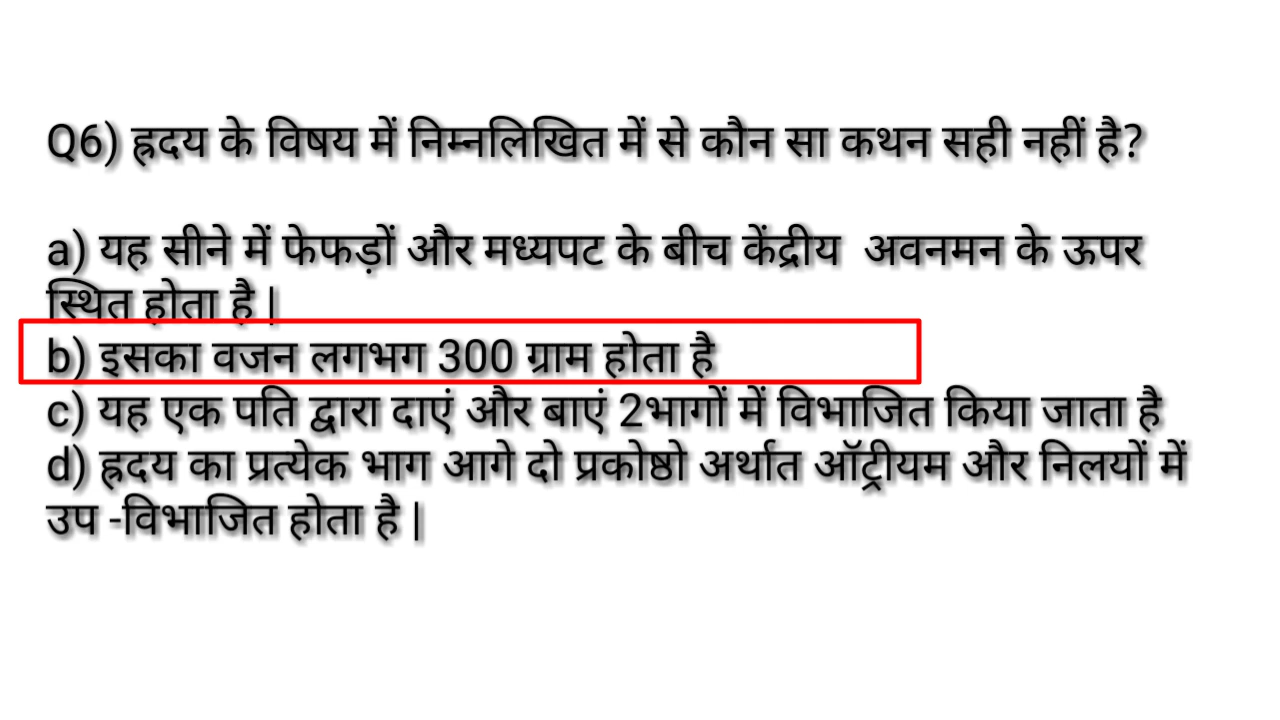 Q6) ह्रदय के विषय में निम्नलिखित में से कौन सा कथन सही नहीं है?
a) यह सीने में फेफड़ों और मध्यपट के बीच केंद्रीय  अवनमन के ऊपर
स्थित होता है |
b) इसका वजन लगभग 300 ग्राम होता है
c) यह एक पति द्वारा दाएं और बाएं 2भागों में विभाजित किया जाता है
d) ह्रदय का प्रत्येक भाग आगे दो प्रकोष्ठो अर्थात ऑट्रीयम और निलयों में
उप -विभाजित होता है |